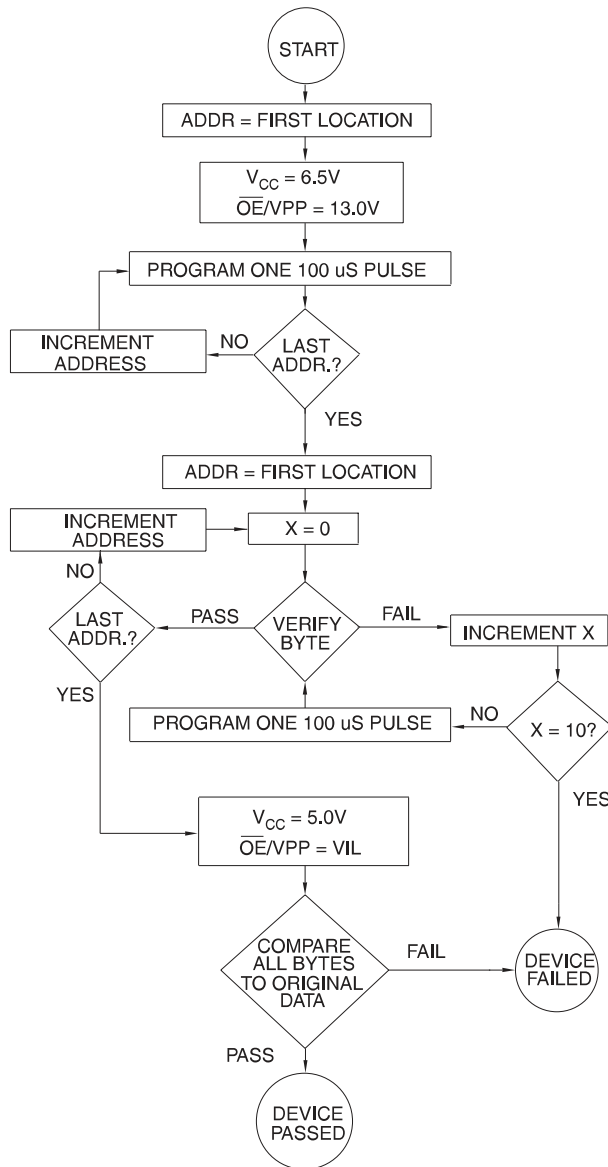 START
ADDR = FIRST LOCATION
VCC = 6.5V
OE/VPP = 13.0V
PROGRAM ONE 100 uS PULSE
INCREMENT
ADDRESS
NO
LAST
ADDR.?
YES
ADDR = FIRST LOCATION
INCREMENT
ADDRESS
X = 0
NO
LAST
ADDR.?
PASS
VERIFY
BYTE
FAIL
INCREMENT X
YES
PROGRAM ONE 100 uS PULSE
NO
X = 10?
YES
VCC = 5.0V
OE/VPP = VIL
COMPARE
ALL BYTES
TO ORIGINAL
DATA
FAIL
DEVICE
FAILED
PASS
DEVICE
PASSED